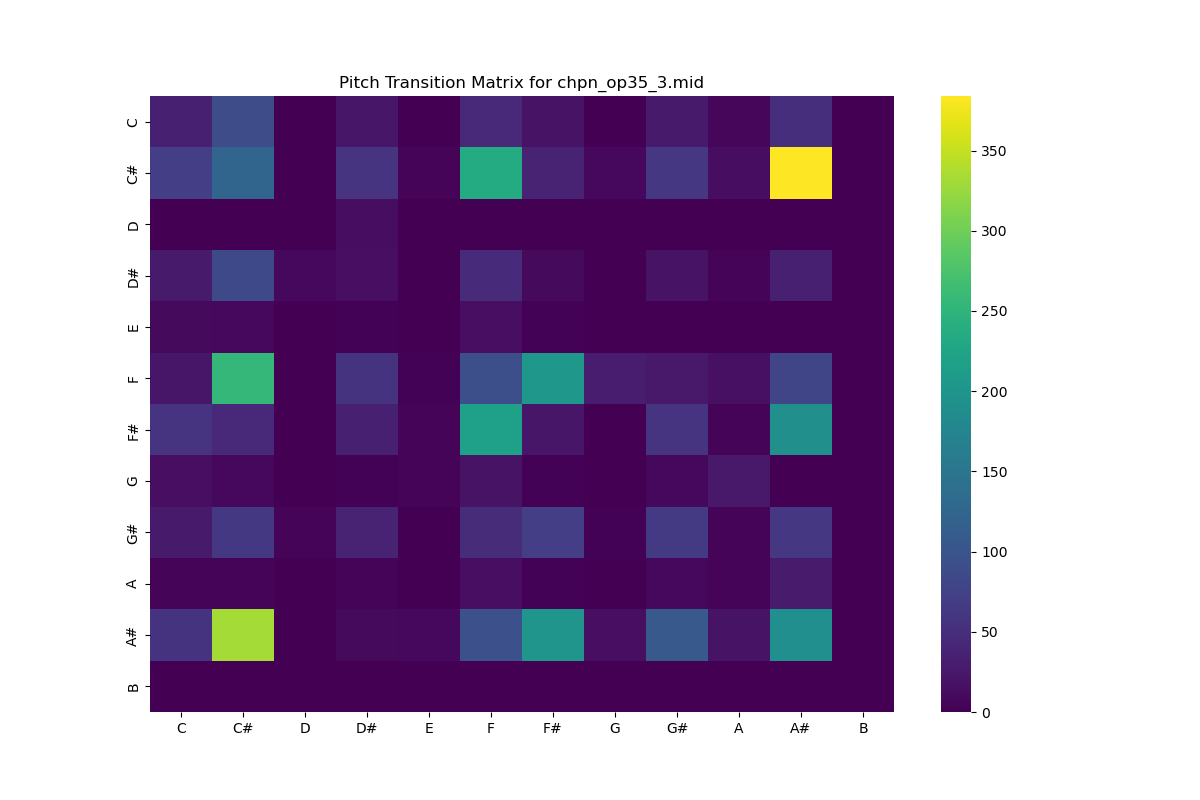 Pitch Transition Matrix for chpn_op35_3.mid
C
C#
D
D#
E
F
F#
G
G#
A
A#
B
C C# D D# E F F# G G# A A# B
350
300
250
200
150
100
50
0